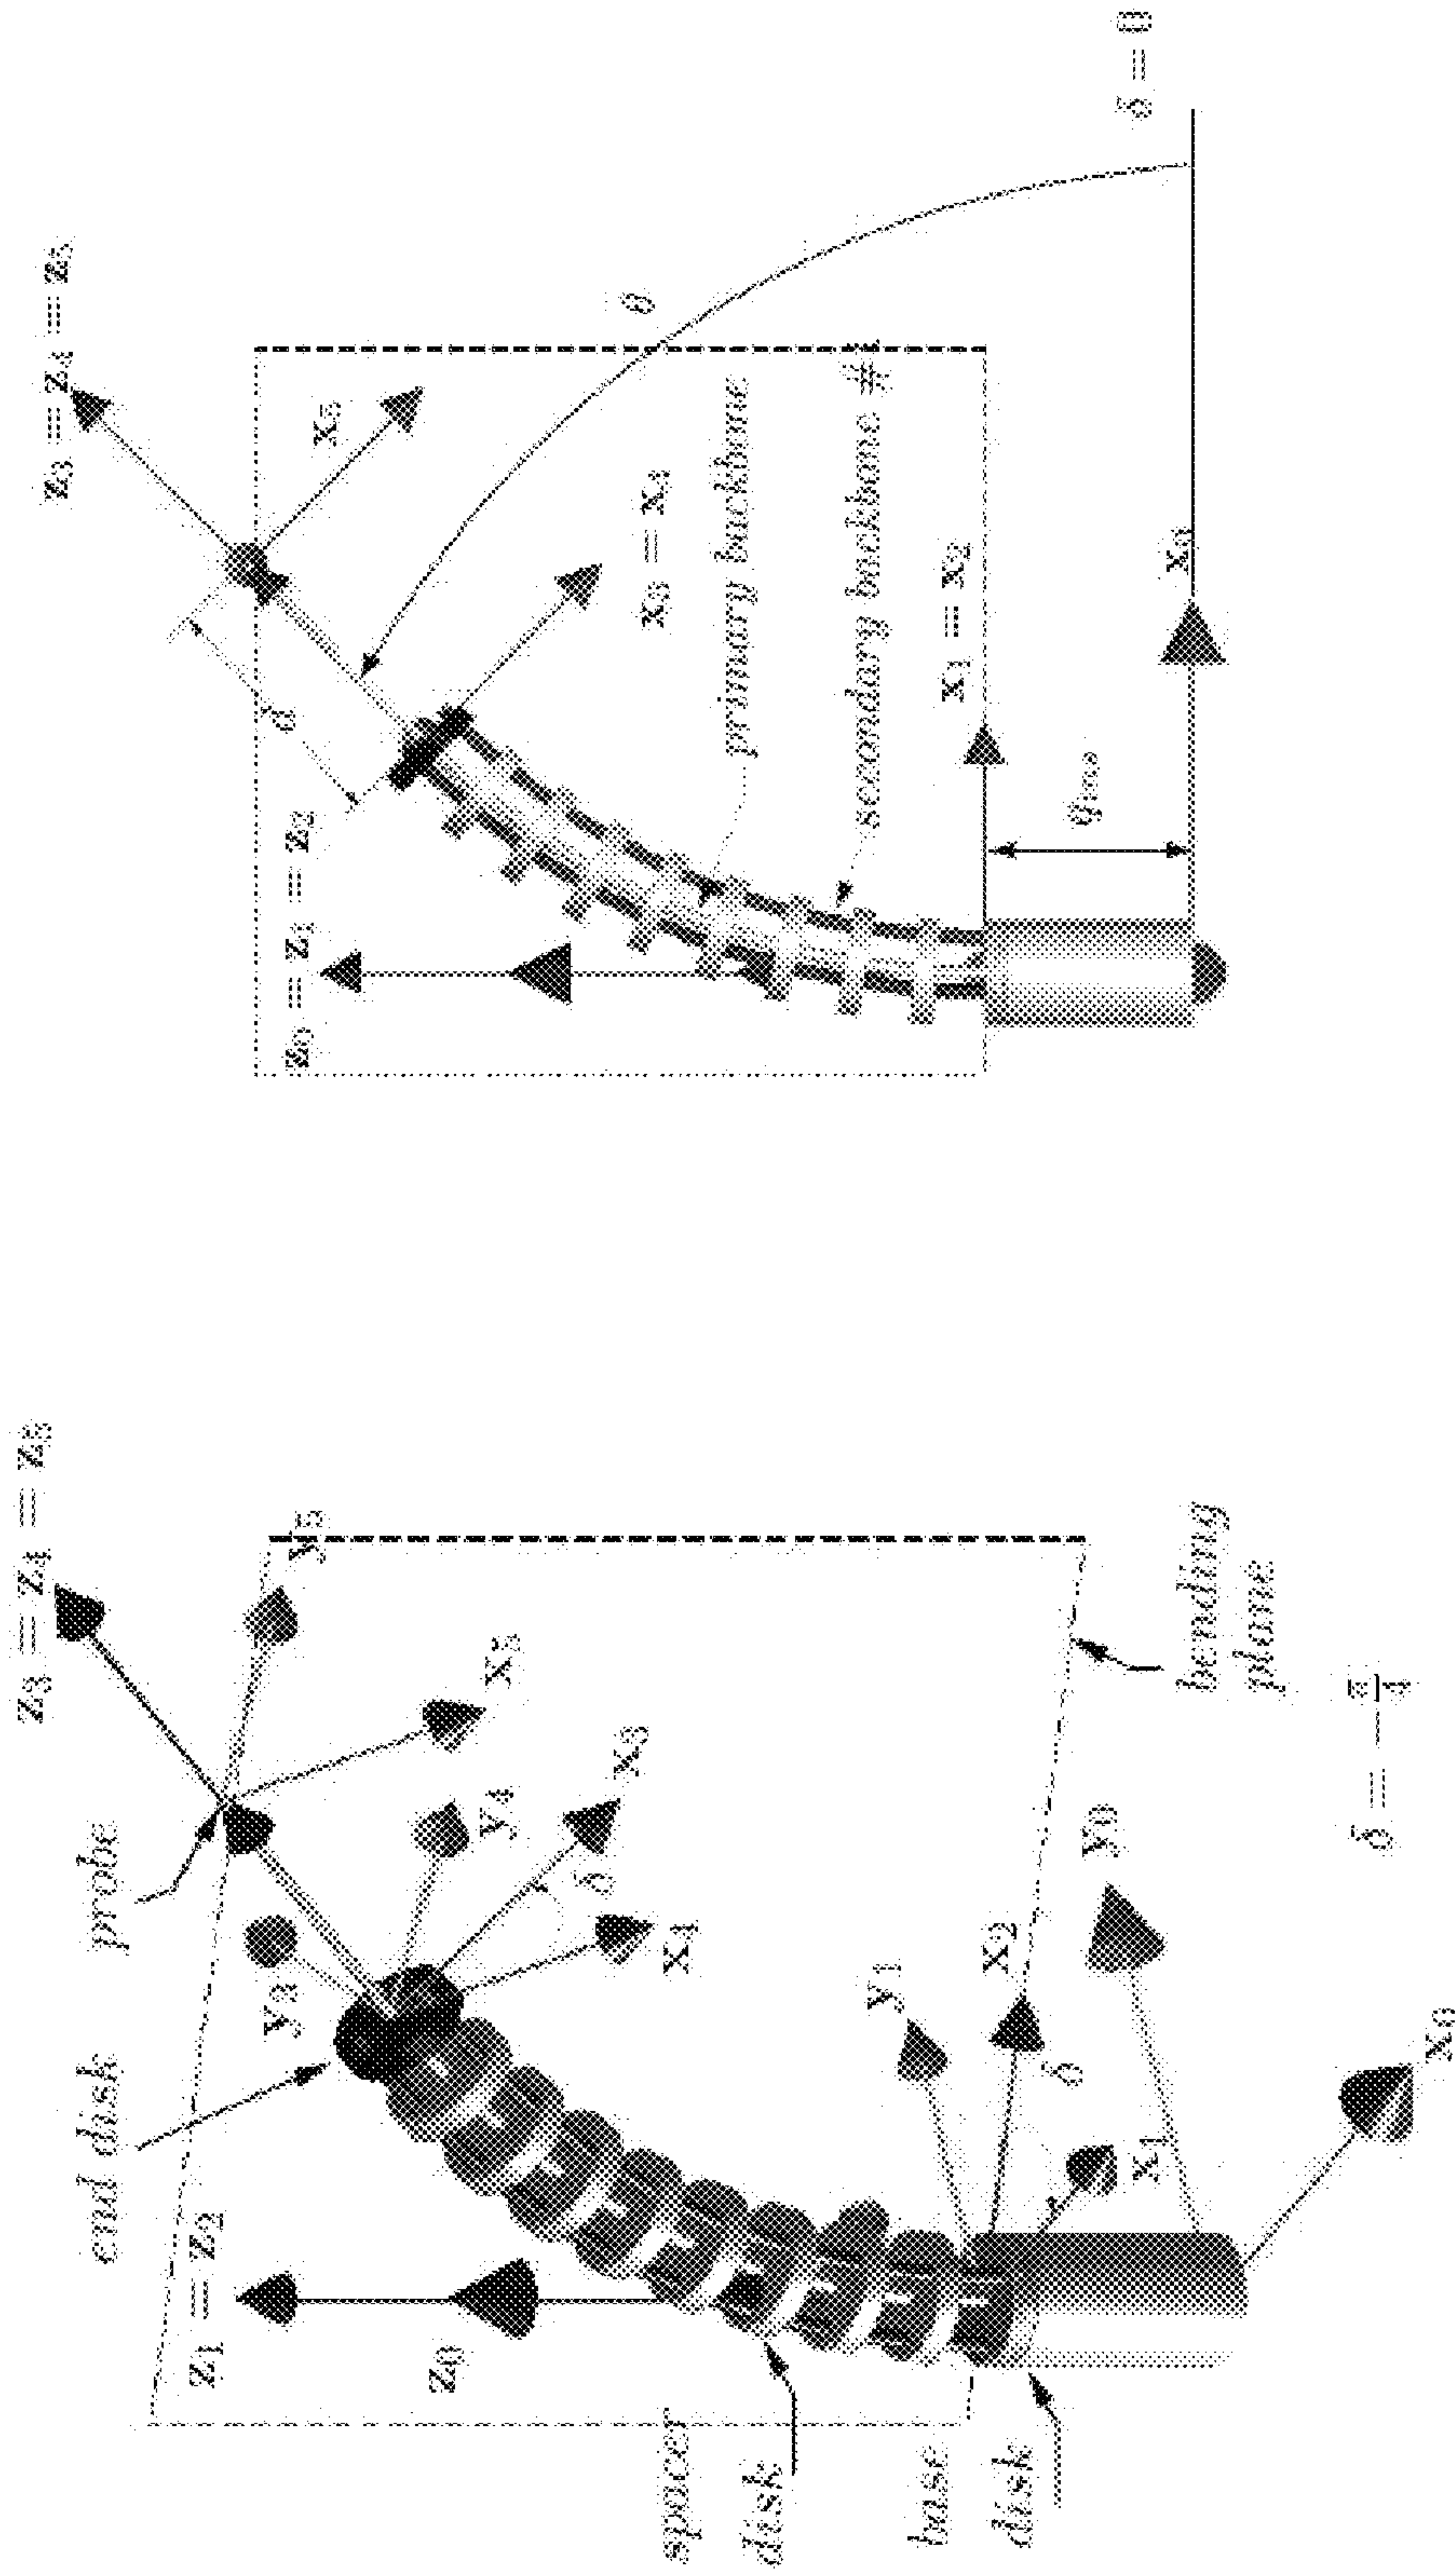 z₃ = z₄ = z₅
probe
end disk
z₁ = z₂
z₀
y₅
x₅
y₃
y₄
x₃
δ
x₄
spacer
disk
y₁
x₂
δ
x₁
base
disk
y₀
x₀
bending
plane
δ = −π/4
z₃ = z₄ = z₅
x₅
d
z₀ = z₁ = z₂
θ
x₃ = x₄
primary backbone
secondary backbone #1
x₁ = x₂
qᵢₙₛ
x₀
δ = 0